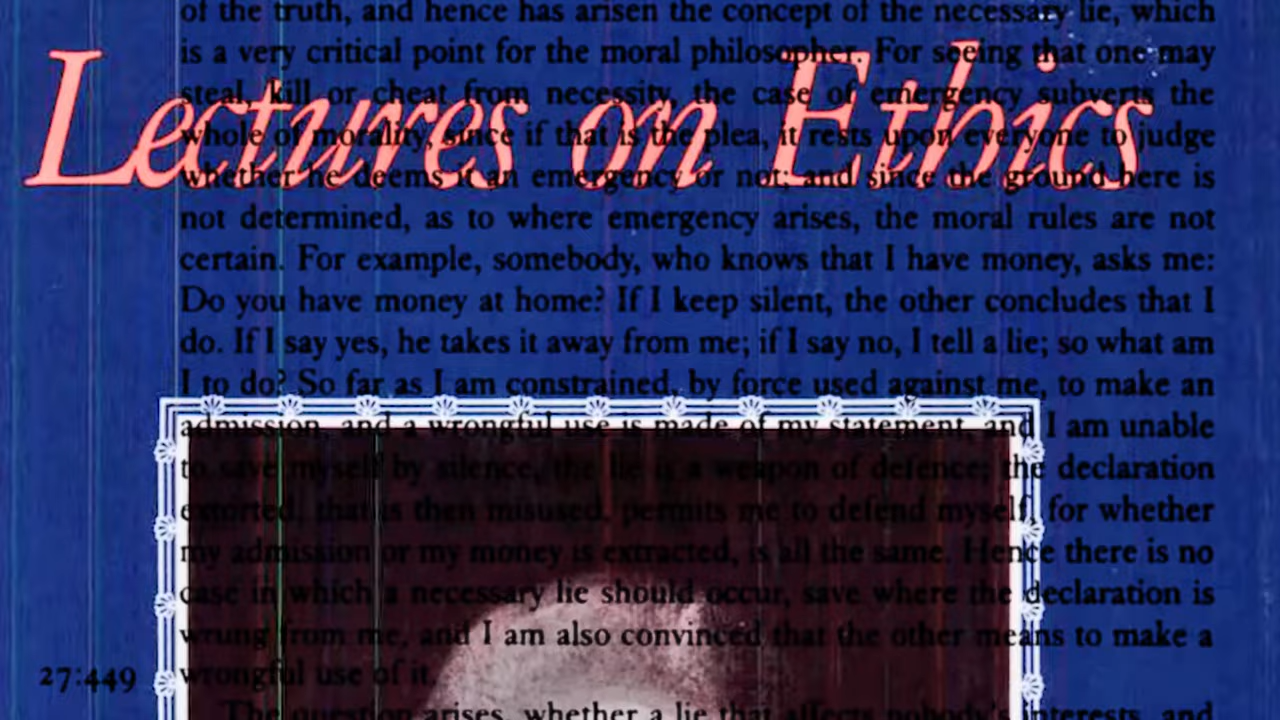 of the truth, and hence has arisen the concept of the necessary lie, which
is a very critical point for the moral philosopher. For seeing that one may
Lectures on Ethics
steal, kill or cheat from necessity, the case of emergency subverts the
whole of morality, since if that is the plea, it rests upon everyone to judge
whether he deems it an emergency or not; and since the ground here is
not determined, as to where emergency arises, the moral rules are not
certain. For example, somebody, who knows that I have money, asks me:
Do you have money at home? If I keep silent, the other concludes that I
do. If I say yes, he takes it away from me; if I say no, I tell a lie; so what am
I to do? So far as I am constrained, by force used against me, to make an
admission, and a wrongful use is made of my statement, and I am unable
to save myself by silence, the lie is a weapon of defence; the declaration
extorted, that is then misused, permits me to defend myself, for whether
my admission or my money is extracted, is all the same. Hence there is no
case in which a necessary lie should occur, save where the declaration is
wrung from me, and I am also convinced that the other means to make a
27:449 wrongful use of it.
The question arises, whether a lie that affects nobody's interests, and